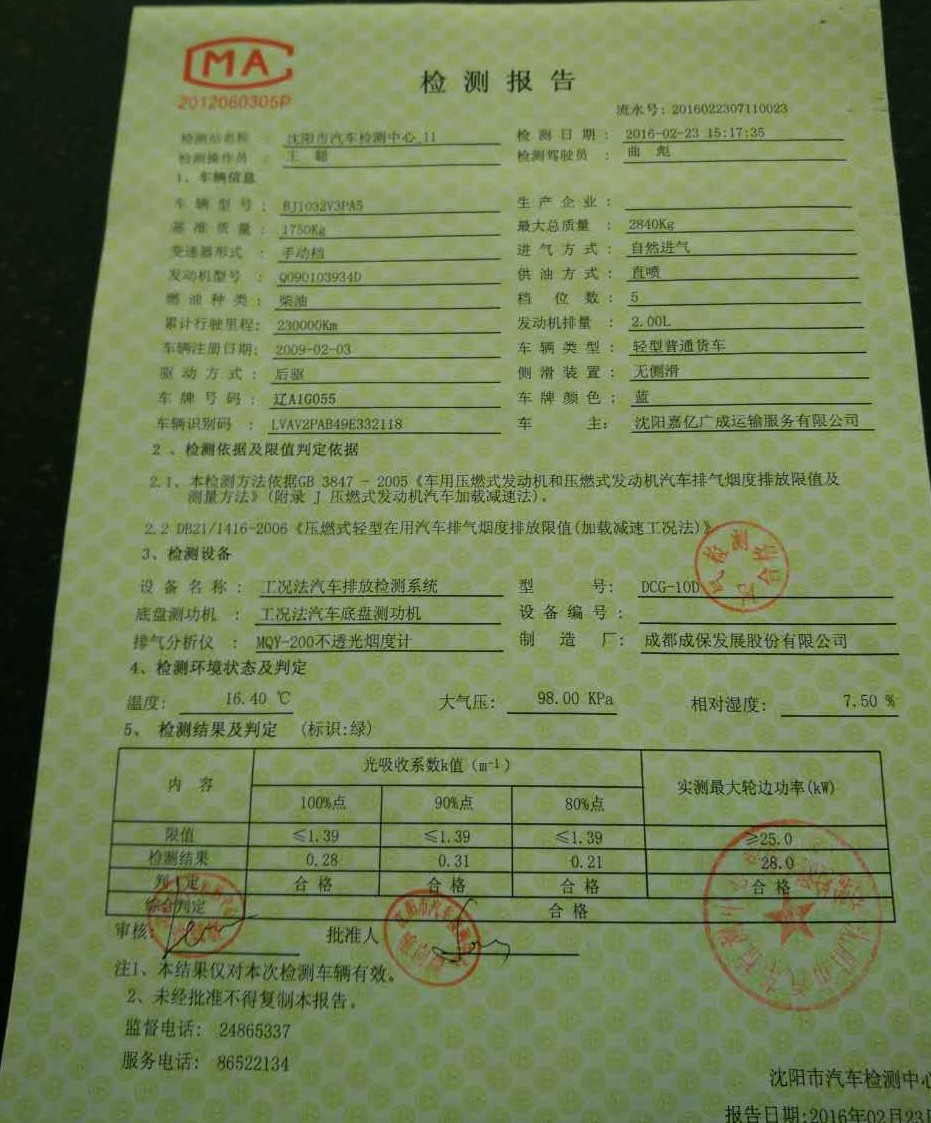 MA
2012060305P
检测报告
流水号: 2016022307110023
检测站名称 : 沈阳市汽车检测中心_11 检测日期: 2016-02-23 15:17:35
检测操作员 : 王 聪 检测驾驶员 : 曲 彪
1、车辆信息
车辆型号: BJ1032V3PA5 生产企业:
基准质量: 1750Kg 最大总质量 : 2840Kg
变速器形式 : 手动档 进气方式: 自然进气
发动机型号 : Q090103934D 供油方式: 直喷
燃油种类: 柴油 档位数: 5
累计行驶里程: 230000Km 发动机排量 : 2.00L
车辆注册日期: 2009-02-03 车辆类型: 轻型普通货车
驱动方式: 后驱 侧滑装置: 无侧滑
车牌号码: 辽A1G055 车牌颜色: 蓝
车辆识别码 : LVAV2PAB49E332118 车主: 沈阳嘉亿广成运输服务有限公司
2 、检测依据及限值判定依据
2.1、本检测方法依据GB 3847 - 2005《车用压燃式发动机和压燃式发动机汽车排气烟度排放限值及
测量方法》(附录 J 压燃式发动机汽车加载减速法)。
2.2 DB21/1416-2006《压燃式轻型在用汽车排气烟度排放限值(加载减速工况法)》
3、检测设备
设备名称: 工况法汽车排放检测系统 型号: DCG-10D
底盘测功机 : 工况法汽车底盘测功机 设备编号:
排气分析仪 : MQY-200不透光烟度计 制造厂: 成都成保发展股份有限公司
4、检测环境状态及判定
温度: 16.40 ℃ 大气压: 98.00 KPa 相对湿度: 7.50 %
5、 检测结果及判定 (标识:绿)
内容 光吸收系数k值(m⁻¹) 实测最大轮边功率(kW)
100%点 90%点 80%点
限值 ≤1.39 ≤1.39 ≤1.39 ≥25.0
检测结果 0.28 0.31 0.21 28.0
判定 合格 合格 合格 合格
综合判定 合格
审核: 批准人
注1、本结果仅对本次检测车辆有效。
2、未经批准不得复制本报告。
监督电话: 24865337
服务电话: 86522134
沈阳市汽车检测中心
报告日期:2016年02月23日